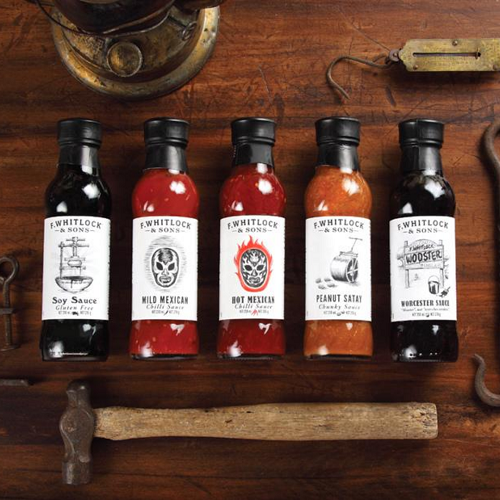 F. WHITLOCK
& SONS
Soy Sauce
Gluten Free
F. WHITLOCK
& SONS
MILD MEXICAN
Chilli Sauce
F. WHITLOCK
& SONS
HOT MEXICAN
Chilli Sauce
F. WHITLOCK
& SONS
PEANUT SATAY
Chunky Sauce
F. WHITLOCK
& SONS
WODSTER
WORCESTER SAUCE